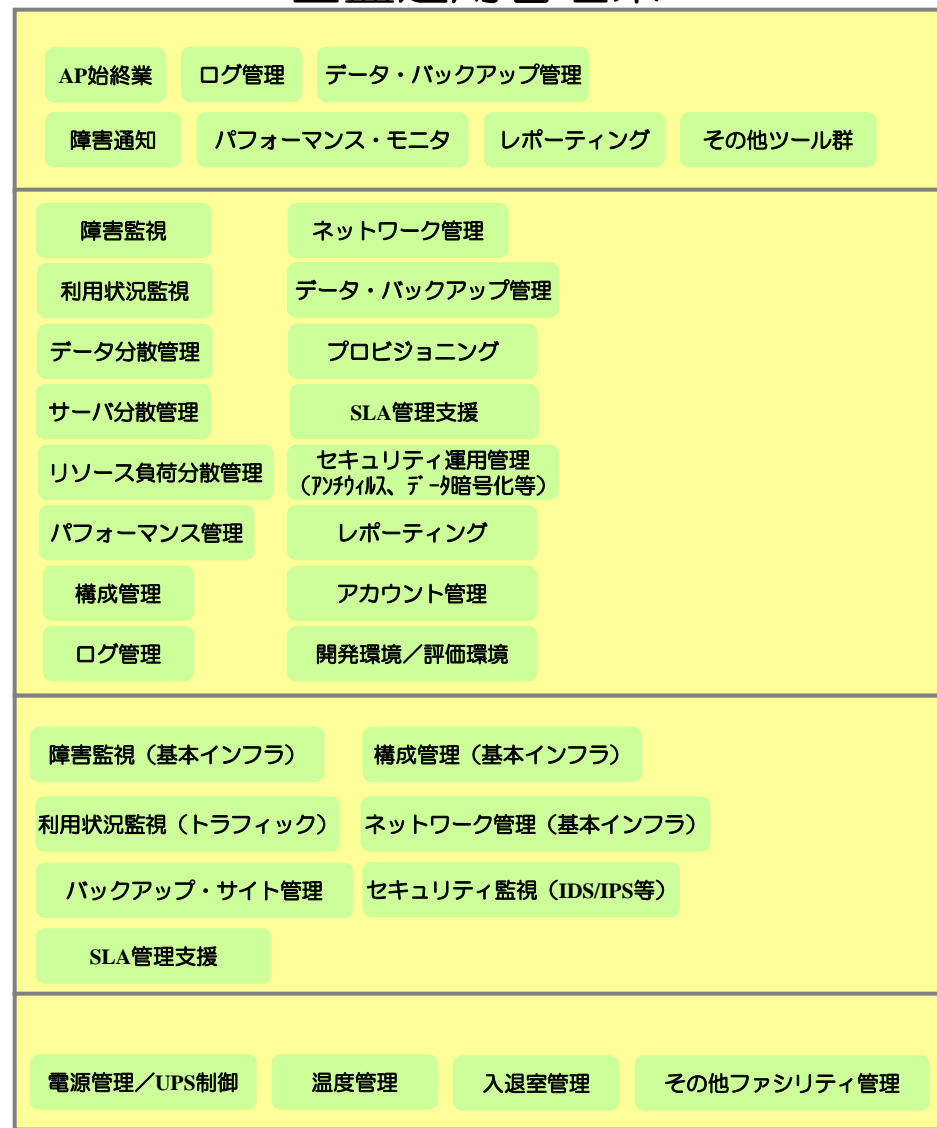 AP始終業 ログ管理 データ・バックアップ管理
障害通知 パフォーマンス・モニタ レポーティング その他ツール群
障害監視 ネットワーク管理
利用状況監視 データ・バックアップ管理
データ分散管理 プロビジョニング
サーバ分散管理 SLA管理支援
リソース負荷分散管理 セキュリティ運用管理
（ｱﾝﾁｳｨﾙｽ、ﾃﾞｰﾀ暗号化等）
パフォーマンス管理 レポーティング
構成管理 アカウント管理
ログ管理 開発環境／評価環境
障害監視（基本インフラ） 構成管理（基本インフラ）
利用状況監視（トラフィック） ネットワーク管理（基本インフラ）
バックアップ・サイト管理 セキュリティ監視（IDS/IPS等）
SLA管理支援
電源管理／UPS制御 温度管理 入退室管理 その他ファシリティ管理